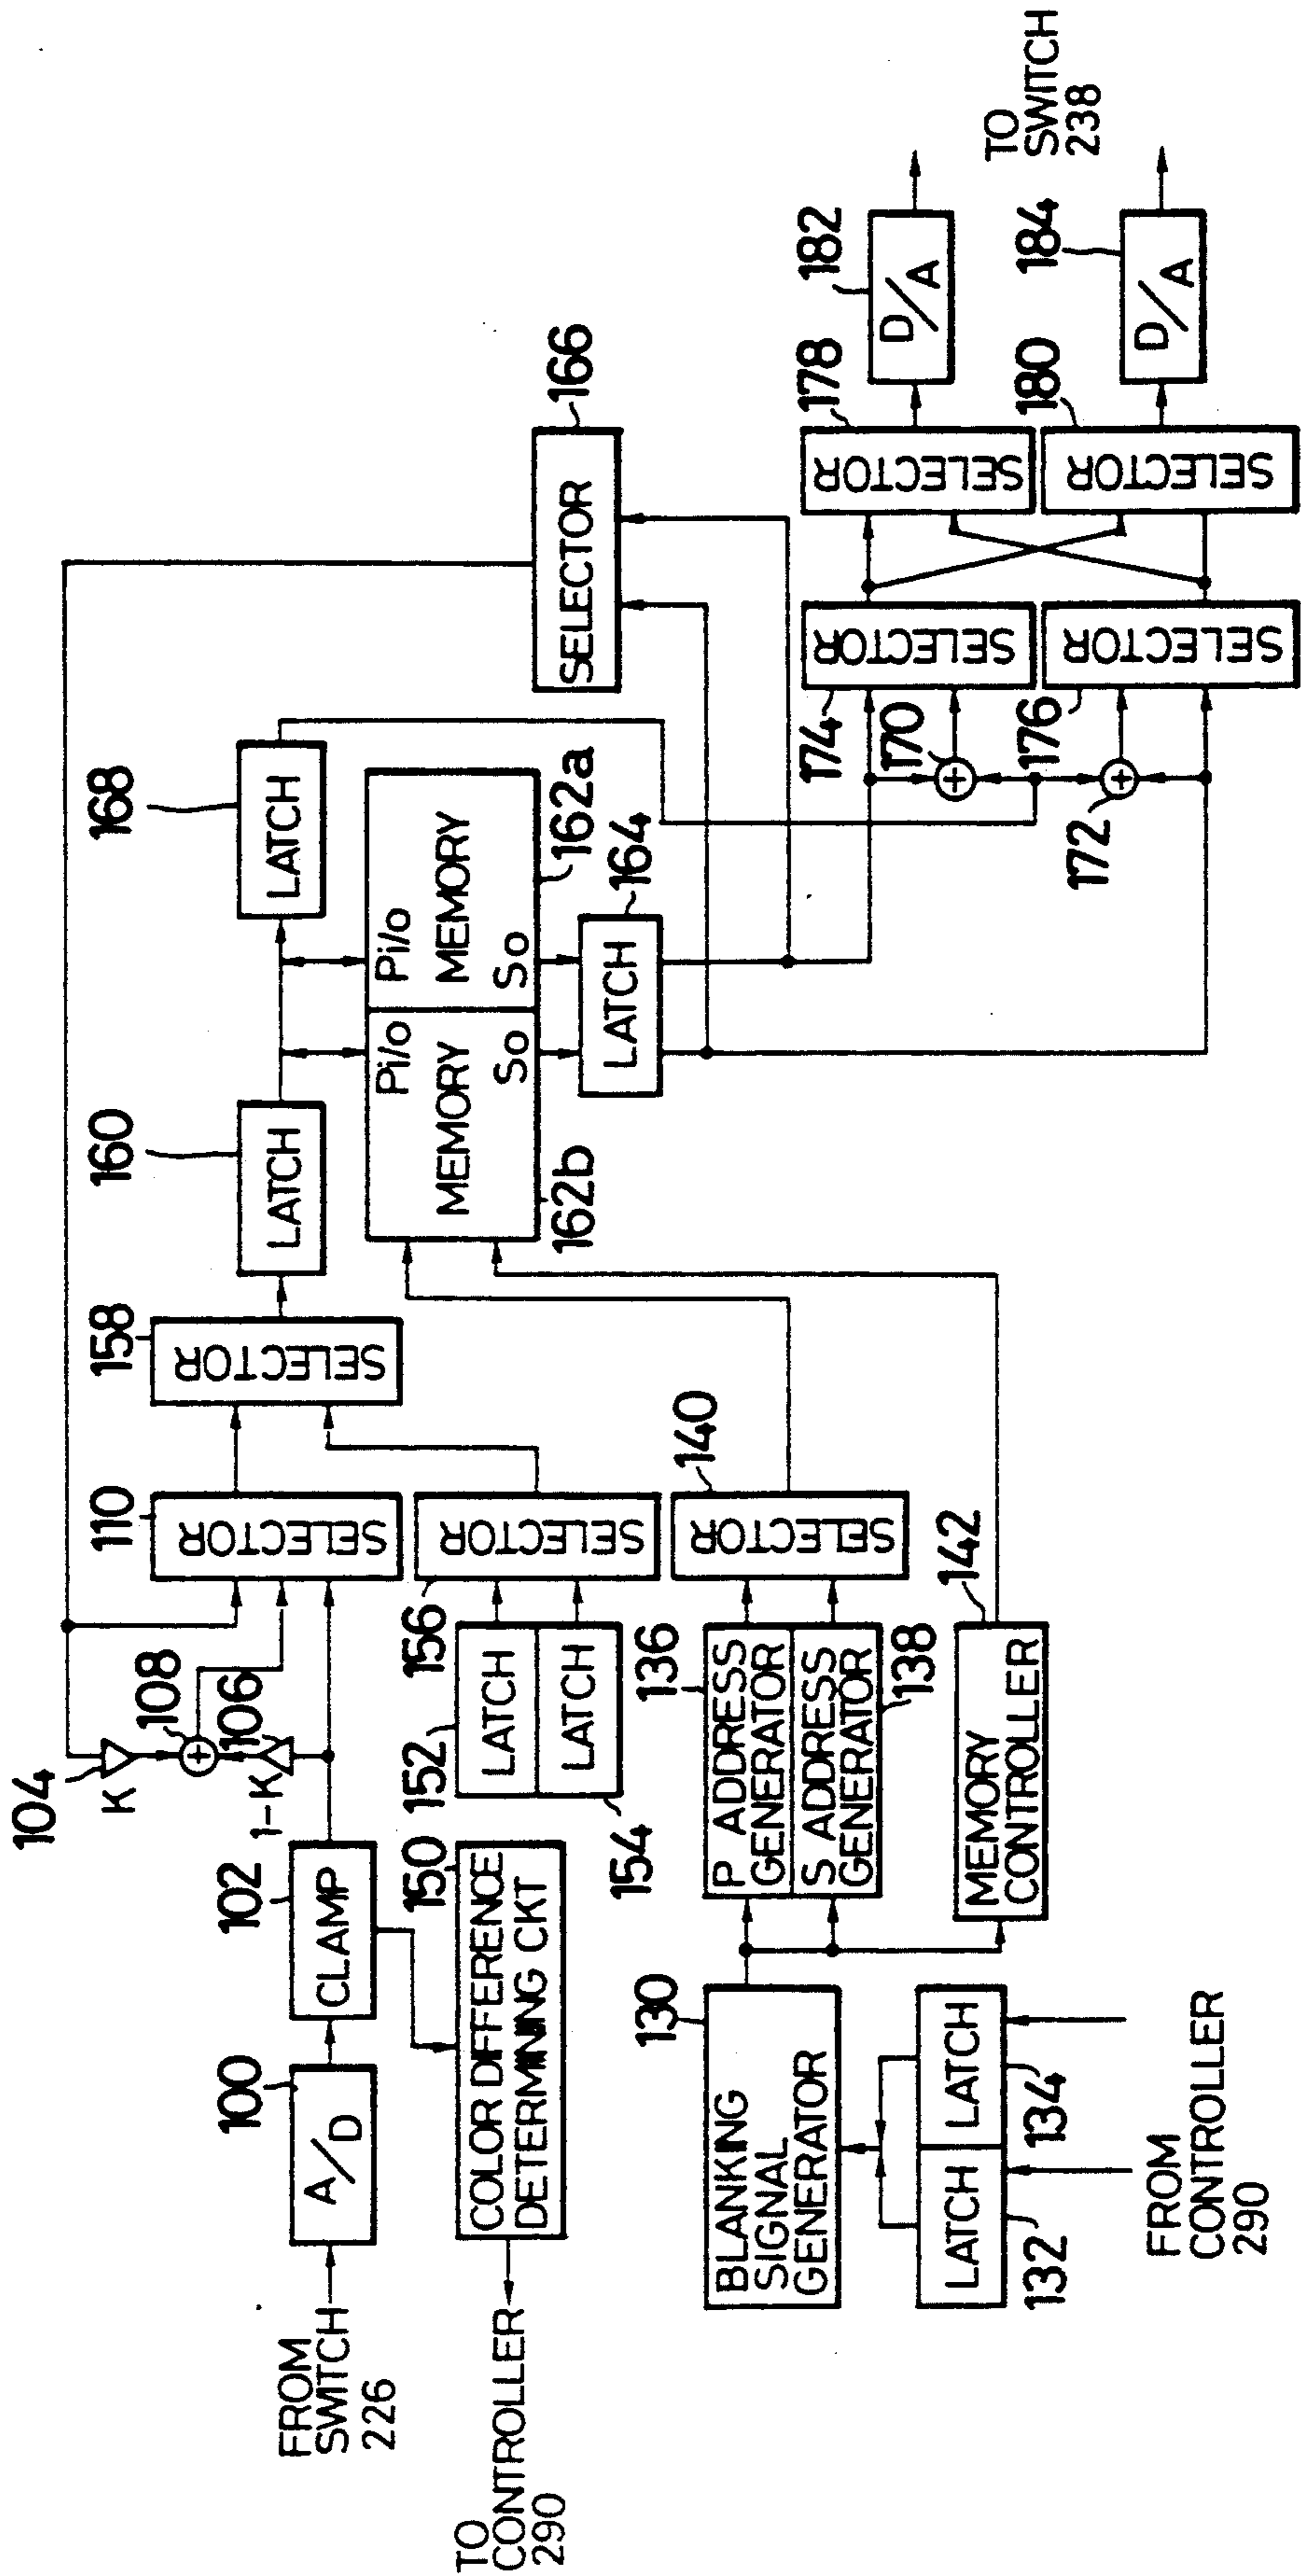 FROM
SWITCH
226
100
A/D
102
CLAMP
104
K
108
106
1-K
110
SELECTOR
158
SELECTOR
160
LATCH
168
LATCH
TO
CONTROLLER
290
150
COLOR DIFFERENCE
DETERMINING CKT
152
LATCH
LATCH
154
156
SELECTOR
Pi/o
MEMORY
So
162b
Pi/o
MEMORY
So
162a
LATCH
164
SELECTOR
166
130
BLANKING
SIGNAL
GENERATOR
LATCH
132
LATCH
134
FROM
CONTROLLER
290
136
P ADDRESS
GENERATOR
S ADDRESS
GENERATOR
138
SELECTOR
140
MEMORY
CONTROLLER
142
174
SELECTOR
170
176
SELECTOR
172
178
SELECTOR
180
SELECTOR
182
D/A
184
D/A
TO
SWITCH
238